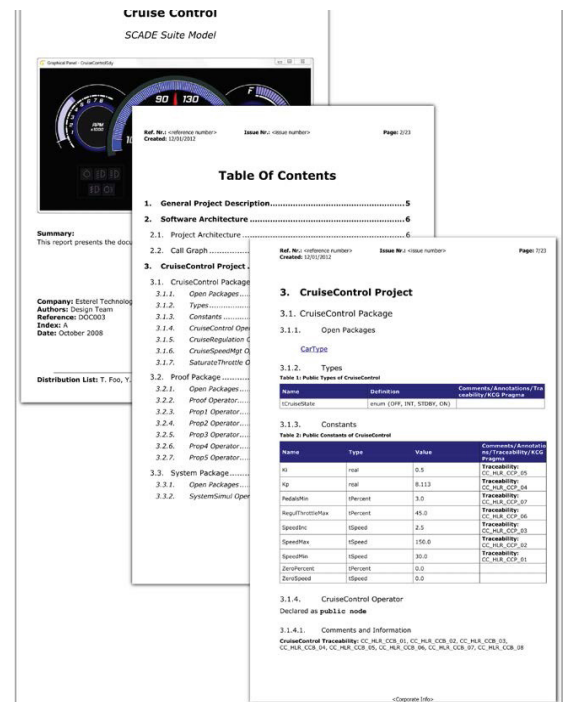 Cruise Control
SCADE Suite Model
Graphical Panel - CruiseControlSdy
90 130
F
RPM
x1000
Summary:
This report presents the docu
Company: Esterel Technolog
Authors: Design Team
Reference: DOC003
Index: A
Date: October 2008
Distribution List: T. Foo, Y.
Ref. Nr.: <reference number> Issue Nr.: <issue number> Page: 2/23
Created: 12/01/2012
Table Of Contents
1. General Project Description..................................................5
2. Software Architecture..........................................................6
2.1. Project Architecture.......................................................6
2.2. Call Graph
3. CruiseControl Project.
3.1. CruiseControl Package
3.1.1. Open Packages
3.1.2. Types
3.1.3. Constants
3.1.4. CruiseControl Oper
3.1.5. CruiseRegulation O
3.1.6. CruiseSpeedMgt O
3.1.7. SaturateThrottle O
3.2. Proof Package
3.2.1. Open Packages
3.2.2. Proof Operator
3.2.3. Prop1 Operator
3.2.4. Prop2 Operator
3.2.5. Prop3 Operator
3.2.6. Prop4 Operator
3.2.7. Prop5 Operator
3.3. System Package
3.3.1. Open Packages
3.3.2. SystemSimul Oper
Ref. Nr.: <reference number> Issue Nr.: <issue number> Page: 7/23
Created: 12/01/2012
3. CruiseControl Project
3.1. CruiseControl Package
3.1.1. Open Packages
CarType
3.1.2. Types
Table 1: Public Types of CruiseControl
Name Definition Comments/Annotations/Tra
ceability/KCG Pragma
tCruiseState enum (OFF, INT, STDBY, ON)
3.1.3. Constants
Table 2: Public Constants of CruiseControl
Name Type Value Comments/Annotatio
ns/Traceability/KCG
Pragma
Ki real 0.5 Traceability:
CC_HLR_CCP_05
Kp real 8.113 Traceability:
CC_HLR_CCP_04
PedalsMin tPercent 3.0 Traceability:
CC_HLR_CCP_07
RegulThrottleMax tPercent 45.0 Traceability:
CC_HLR_CCP_06
SpeedInc tSpeed 2.5 Traceability:
CC_HLR_CCP_03
SpeedMax tSpeed 150.0 Traceability:
CC_HLR_CCP_02
SpeedMin tSpeed 30.0 Traceability:
CC_HLR_CCP_01
ZeroPercent tPercent 0.0
ZeroSpeed tSpeed 0.0
3.1.4. CruiseControl Operator
Declared as public node
3.1.4.1. Comments and Information
CruiseControl Traceability: CC_HLR_CCB_01, CC_HLR_CCB_02, CC_HLR_CCB_03,
CC_HLR_CCB_04, CC_HLR_CCB_05, CC_HLR_CCB_06, CC_HLR_CCB_07, CC_HLR_CCB_08
<Corporate Info>